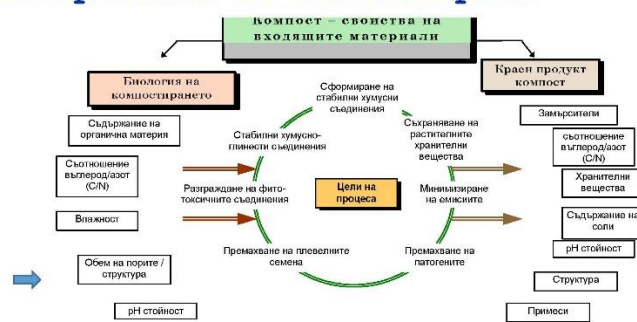 Компост – свойства на
входящите материали
Биология на
компостирането
Краен продукт
компост
Съдържание на
органична материя
Съотношение
въглерод/азот
(C/N)
Влажност
Обем на порите /
структура
pH стойност
Сформиране на
стабилни хумусни
съединения
Стабилни хумусно-
глинести съединения
Съхраняване на
растителните
хранителни
вещества
Разграждане на фито-
токсичните съединения
Цели на
процеса
Минимизиране
на емисиите
Премахване на плевелните
семена
Премахване на
патогените
Замърсители
съотношение
въглерод/азот
(C/N)
Хранителни
вещества
Съдържание на
соли
pH стойност
Структура
Примеси